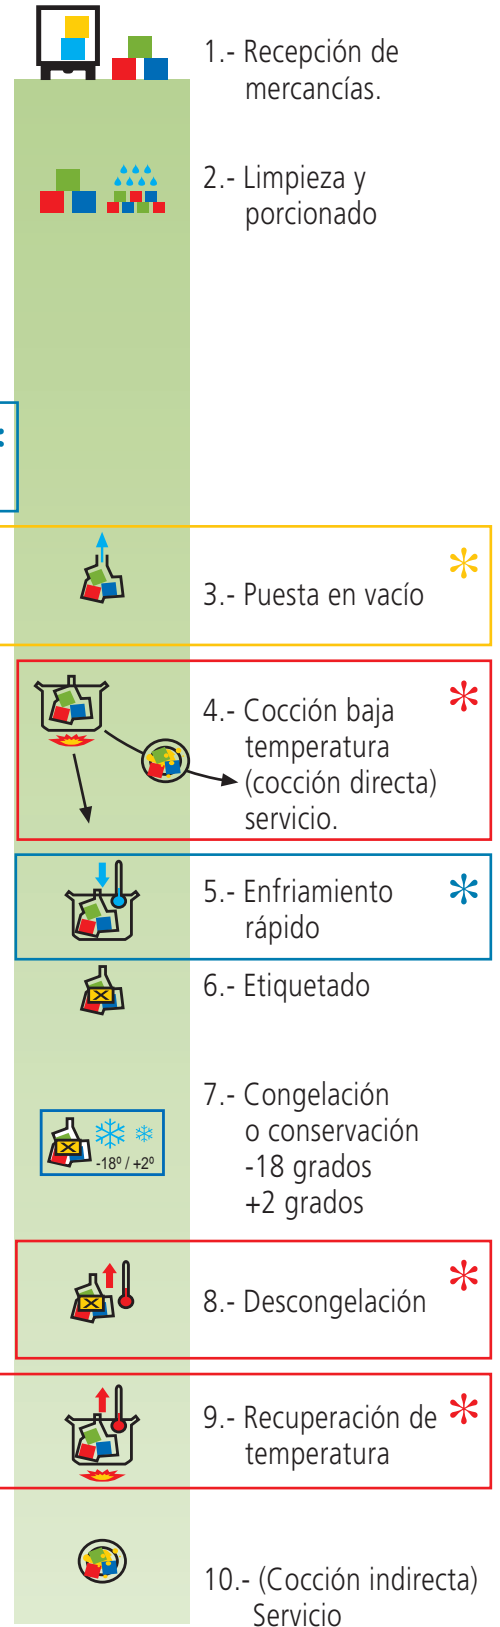 1.- Recepción de
mercancías.
2.- Limpieza y
porcionado
3.- Puesta en vacío
*
4.- Cocción baja
temperatura
(cocción directa)
servicio.
*
5.- Enfriamiento
rápido
*
6.- Etiquetado
7.- Congelación
o conservación
-18 grados
+2 grados
-18º / +2º
8.- Descongelación
*
9.- Recuperación de
temperatura
*
10.- (Cocción indirecta)
Servicio